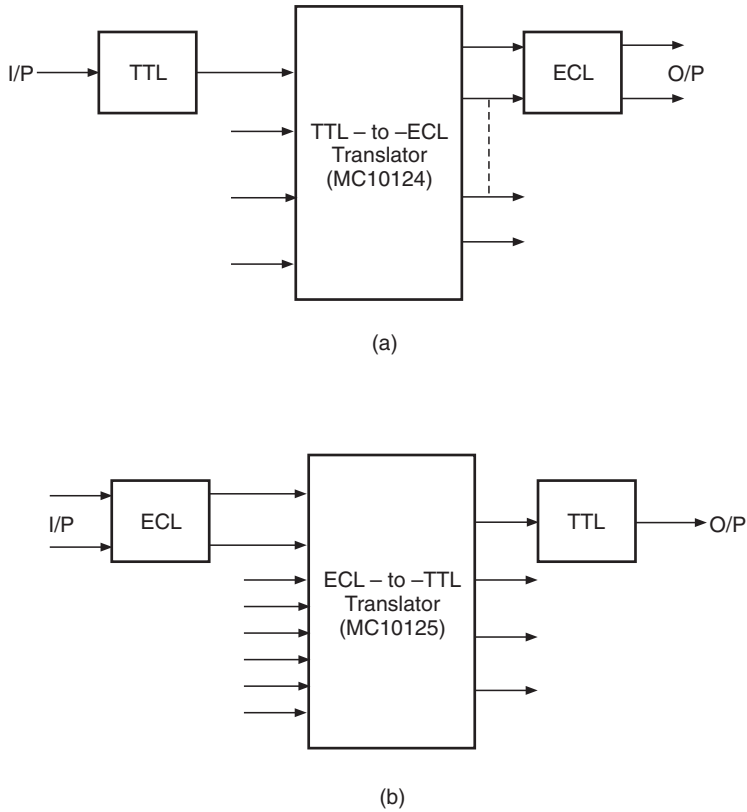 I/P
TTL
TTL – to –ECL
Translator
(MC10124)
ECL
O/P
(a)
I/P
ECL
ECL – to –TTL
Translator
(MC10125)
TTL
O/P
(b)